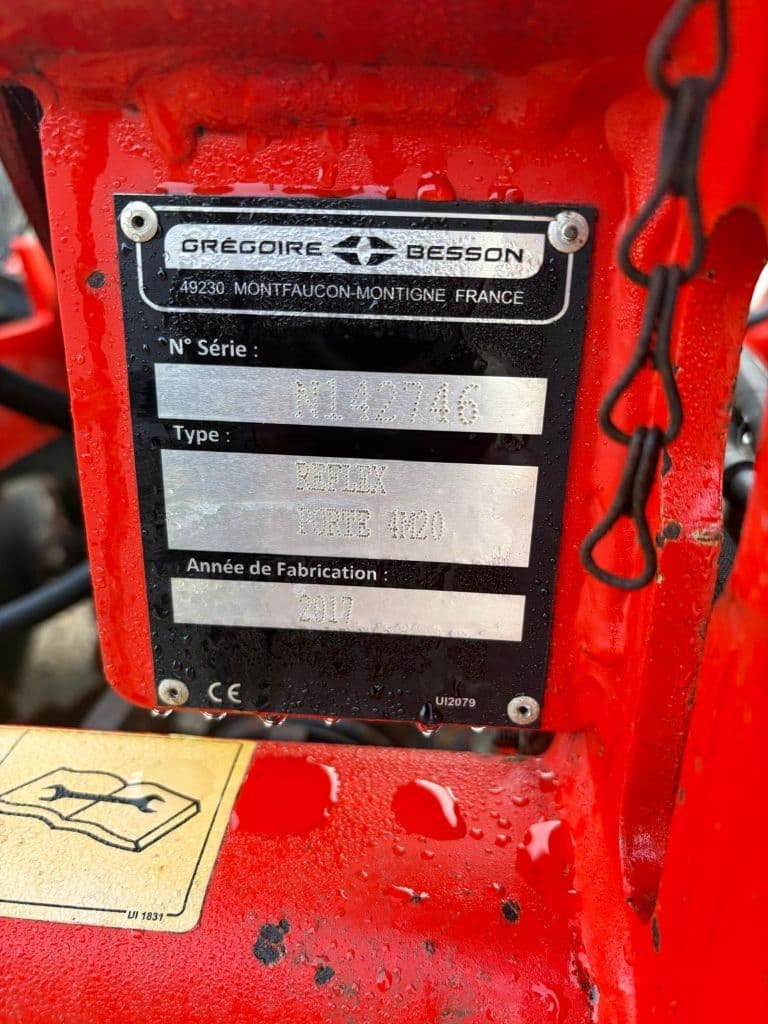 GRÉGOIRE BESSON
49230 MONTFAUCON-MONTIGNE FRANCE
N° Série :
N142746
Type :
REFLEX
PORTE 4M20
Année de Fabrication :
2017
CE UI2079
UI 1831